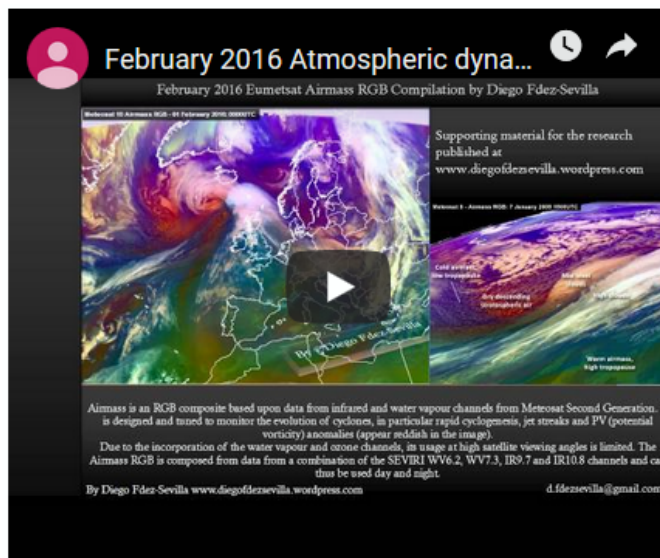 February 2016 Atmospheric dyna...
February 2016 Eumetsat Airmass RGB Compilation by Diego Fdez-Sevilla
Meteosat 10 Airmass RGB - 01 February 2016, 0000UTC
Supporting material for the research
published at
www.diegofdezsevilla.wordpress.com
Meteosat 8 - Airmass RGB: 7 January 2005 1000UTC
Cold airmass,
low tropopause
Dry descending
stratospheric air
Warm airmass,
high tropopause
By Diego Fdez-Sevilla
Airmass is an RGB composite based upon data from infrared and water vapour channels from Meteosat Second Generation.
is designed and tuned to monitor the evolution of cyclones, in particular rapid cyclogenesis, jet streaks and PV (potential
vorticity) anomalies (appear reddish in the image).
Due to the incorporation of the water vapour and ozone channels, its usage at high satellite viewing angles is limited. The
Airmass RGB is composed from data from a combination of the SEVIRI WV6.2, WV7.3, IR9.7 and IR10.8 channels and ca
thus be used day and night.
By Diego Fdez-Sevilla www.diegofdezsevilla.wordpress.com
d.fdezsevilla@gmail.com